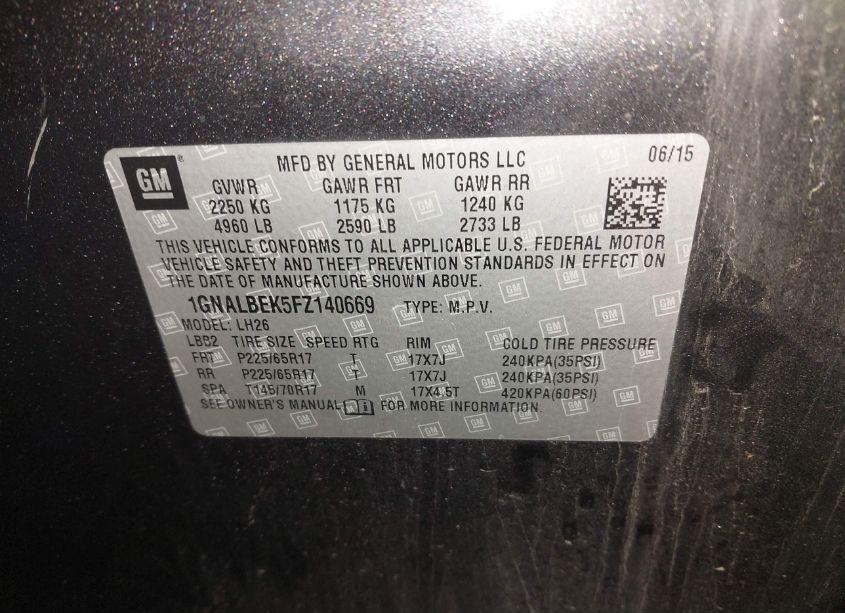 GM
MFD BY GENERAL MOTORS LLC 06/15
GVWR GAWR FRT GAWR RR
2250 KG 1175 KG 1240 KG
4960 LB 2590 LB 2733 LB
THIS VEHICLE CONFORMS TO ALL APPLICABLE U.S. FEDERAL MOTOR
VEHICLE SAFETY AND THEFT PREVENTION STANDARDS IN EFFECT ON
THE DATE OF MANUFACTURE SHOWN ABOVE.
1GNALBEK5FZ140669 TYPE: M.P.V.
MODEL: LH26
LBB2 TIRE SIZE SPEED RTG RIM COLD TIRE PRESSURE
FRT P225/65R17 T 17X7J 240KPA(35PSI)
RR P225/65R17 T 17X7J 240KPA(35PSI)
SPA T145/70R17 M 17X4.5T 420KPA(60PSI)
SEE OWNER'S MANUAL FOR MORE INFORMATION.